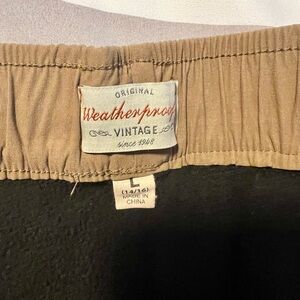 ORIGINAL
Weatherproof
VINTAGE
since 1948
L
(14/16)
MADE IN
CHINA